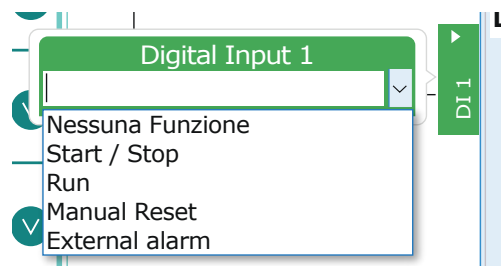 Digital Input 1
Nessuna Funzione
Start / Stop
Run
Manual Reset
External alarm
DI 1